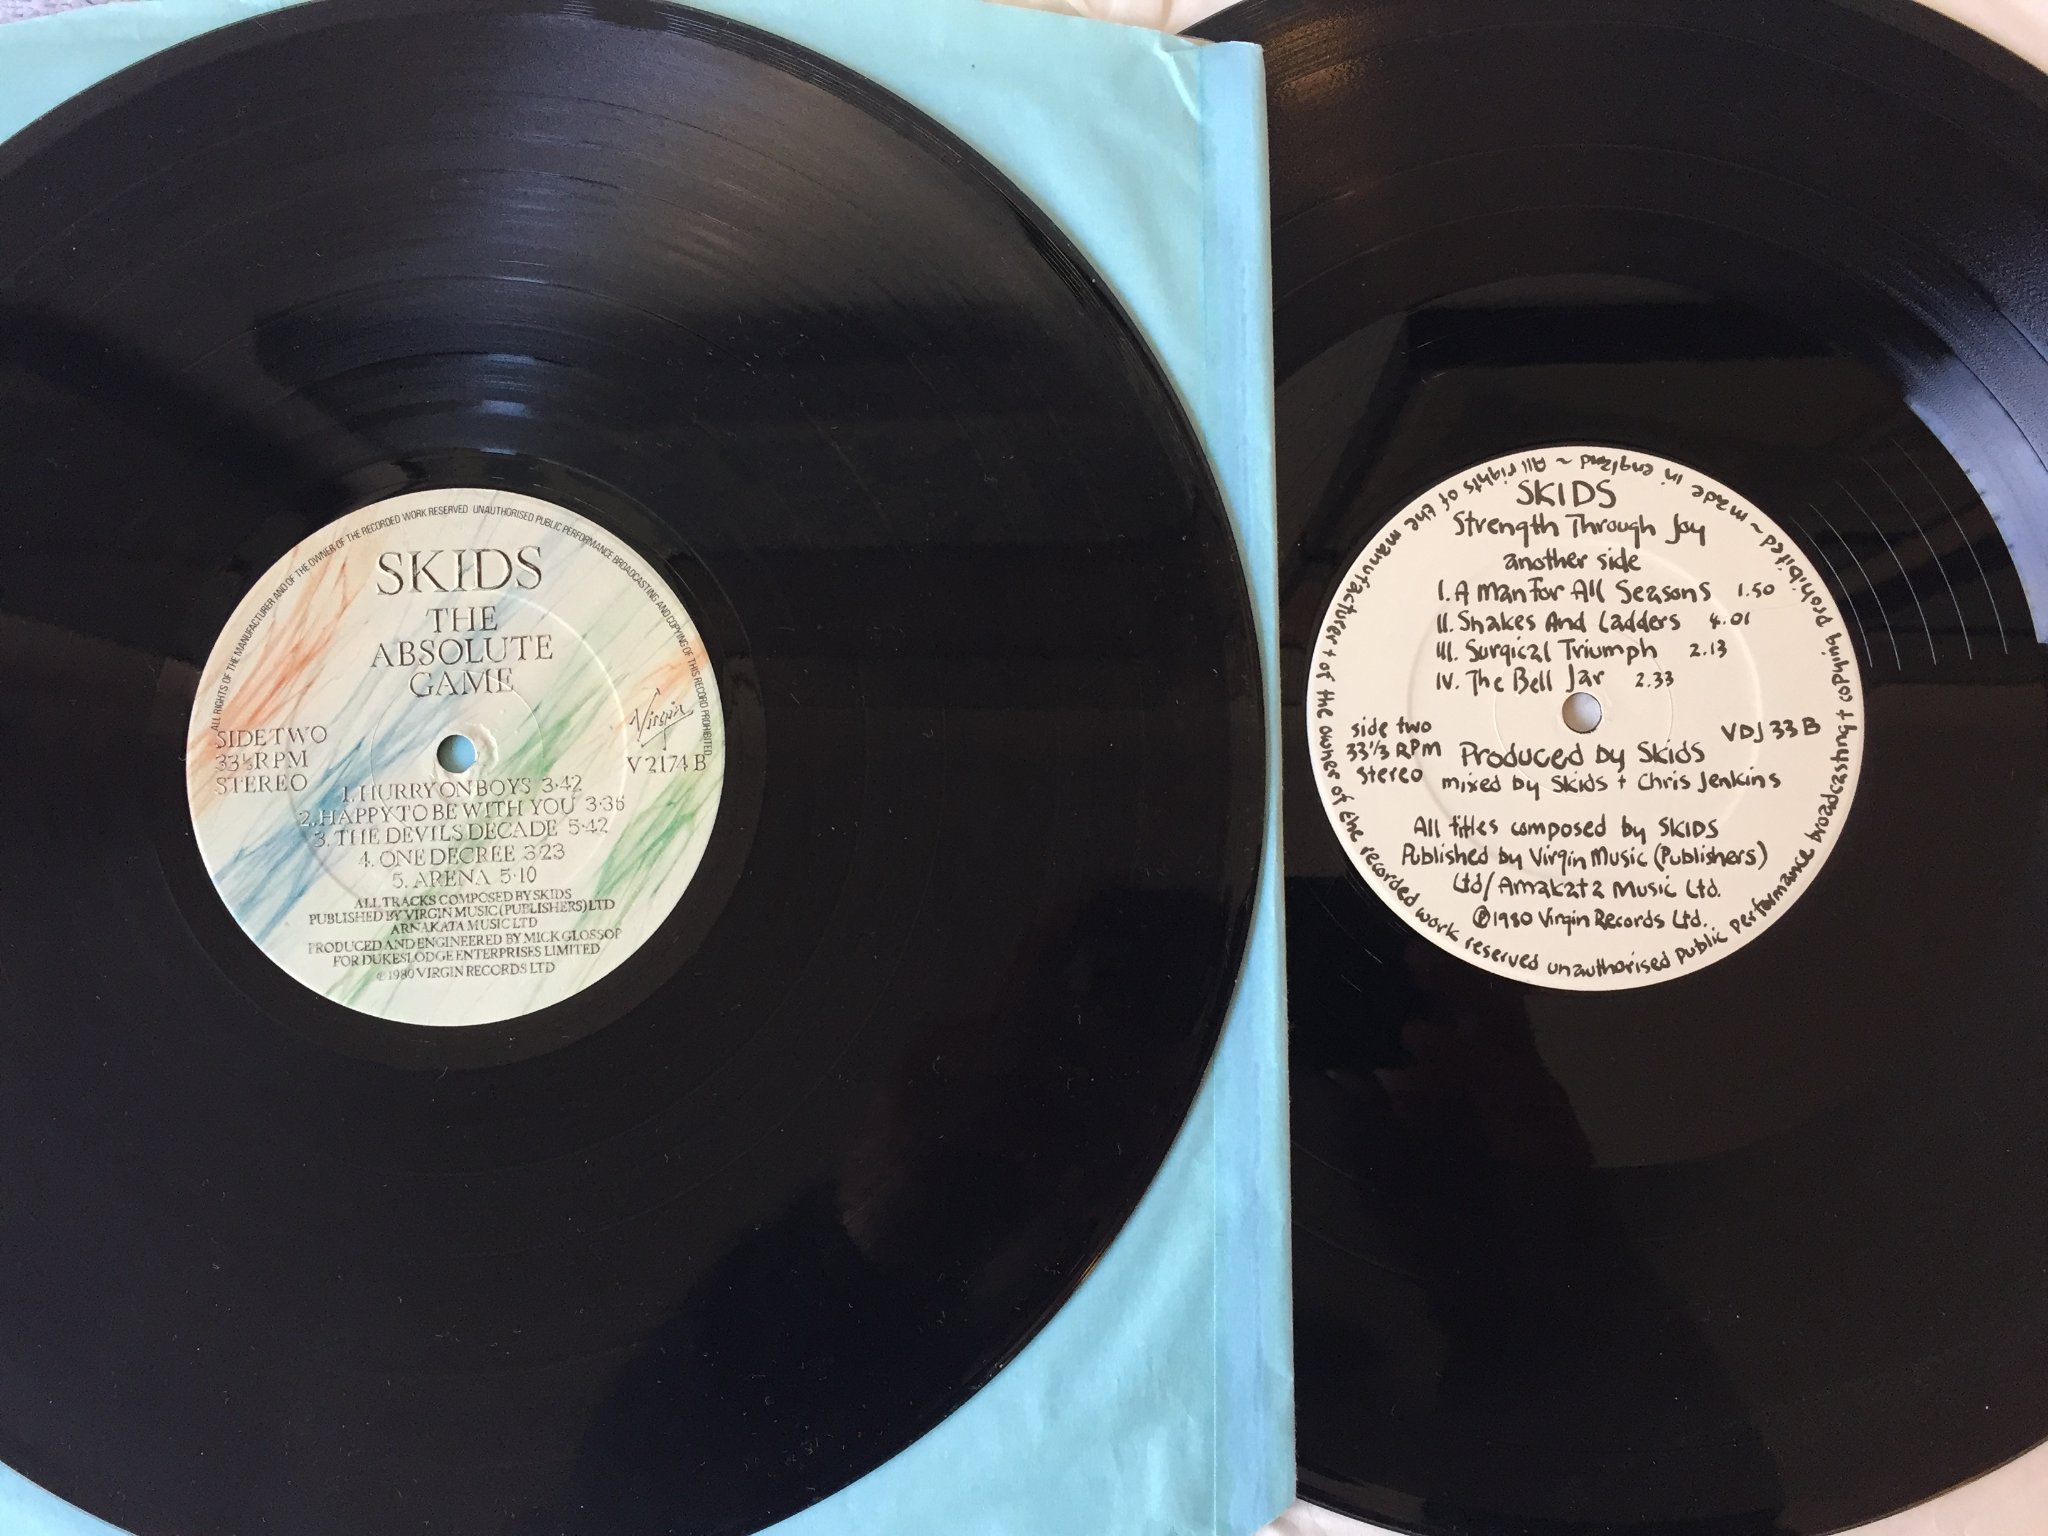 ALL RIGHTS OF THE MANUFACTURER AND OF THE OWNER OF THE RECORDED WORK RESERVED UNAUTHORISED PUBLIC PERFORMANCE BROADCASTING AND COPYING OF THIS RECORD PROHIBITED
SKIDS
THE
ABSOLUTE
GAME
Virgin
SIDE TWO
33⅓ RPM
STEREO
V 2174 B
1. HURRY ON BOYS 3·42
2. HAPPY TO BE WITH YOU 3·36
3. THE DEVILS DECADE 5·42
4. ONE DECREE 3·23
5. ARENA 5·10
ALL TRACKS COMPOSED BY SKIDS
PUBLISHED BY VIRGIN MUSIC (PUBLISHERS) LTD
ARNAKATA MUSIC LTD
PRODUCED AND ENGINEERED BY MICK GLOSSOP
FOR DUKESLODGE ENTERPRISES LIMITED
℗ 1980 VIRGIN RECORDS LTD
All rights of the manufacturer + of the owner of the recorded work reserved unauthorised public performance broadcasting + copying prohibited ~ made in england ~
SKIDS
Strength Through Joy
another side
I. A Man For All Seasons 1.50
II. Snakes And Ladders 4.01
III. Surgical Triumph 2.13
IV. The Bell Jar 2.33
side two
33⅓ RPM
Stereo
VDJ 33 B
Produced by Skids
mixed by Skids + Chris Jenkins
All titles composed by SKIDS
Published by Virgin Music (Publishers)
Ltd/Arnakata Music Ltd.
℗ 1980 Virgin Records Ltd.